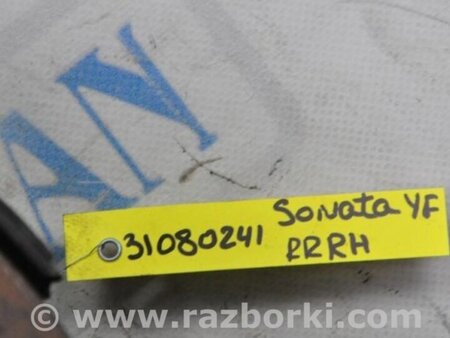 AN
31080241 Sonata YF
RRRH
www.razborki.com